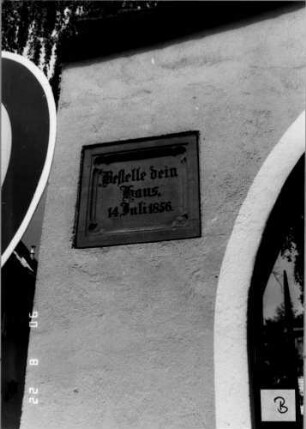 Bestelle dein
Haus.
14. Juli 1856.
22 8 06
B